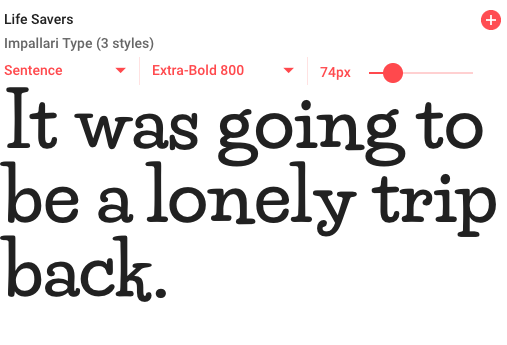 Life Savers
Impallari Type (3 styles)
Sentence Extra-Bold 800 74px
It was going to
be a lonely trip
back.